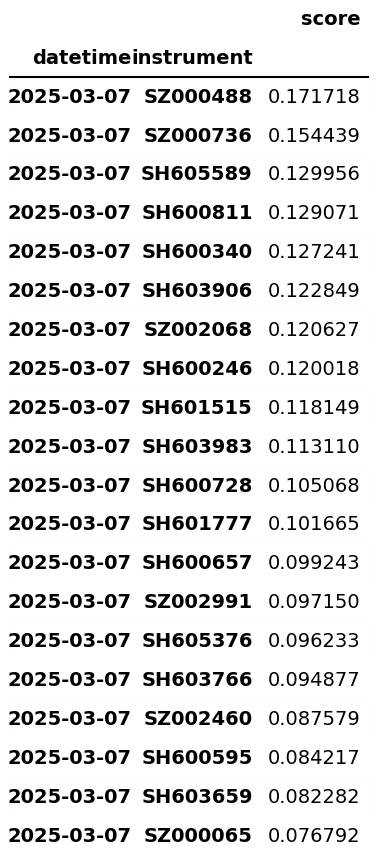 score
datetime instrument
2025-03-07 SZ000488 0.171718
2025-03-07 SZ000736 0.154439
2025-03-07 SH605589 0.129956
2025-03-07 SH600811 0.129071
2025-03-07 SH600340 0.127241
2025-03-07 SH603906 0.122849
2025-03-07 SZ002068 0.120627
2025-03-07 SH600246 0.120018
2025-03-07 SH601515 0.118149
2025-03-07 SH603983 0.113110
2025-03-07 SH600728 0.105068
2025-03-07 SH601777 0.101665
2025-03-07 SH600657 0.099243
2025-03-07 SZ002991 0.097150
2025-03-07 SH605376 0.096233
2025-03-07 SH603766 0.094877
2025-03-07 SZ002460 0.087579
2025-03-07 SH600595 0.084217
2025-03-07 SH603659 0.082282
2025-03-07 SZ000065 0.076792